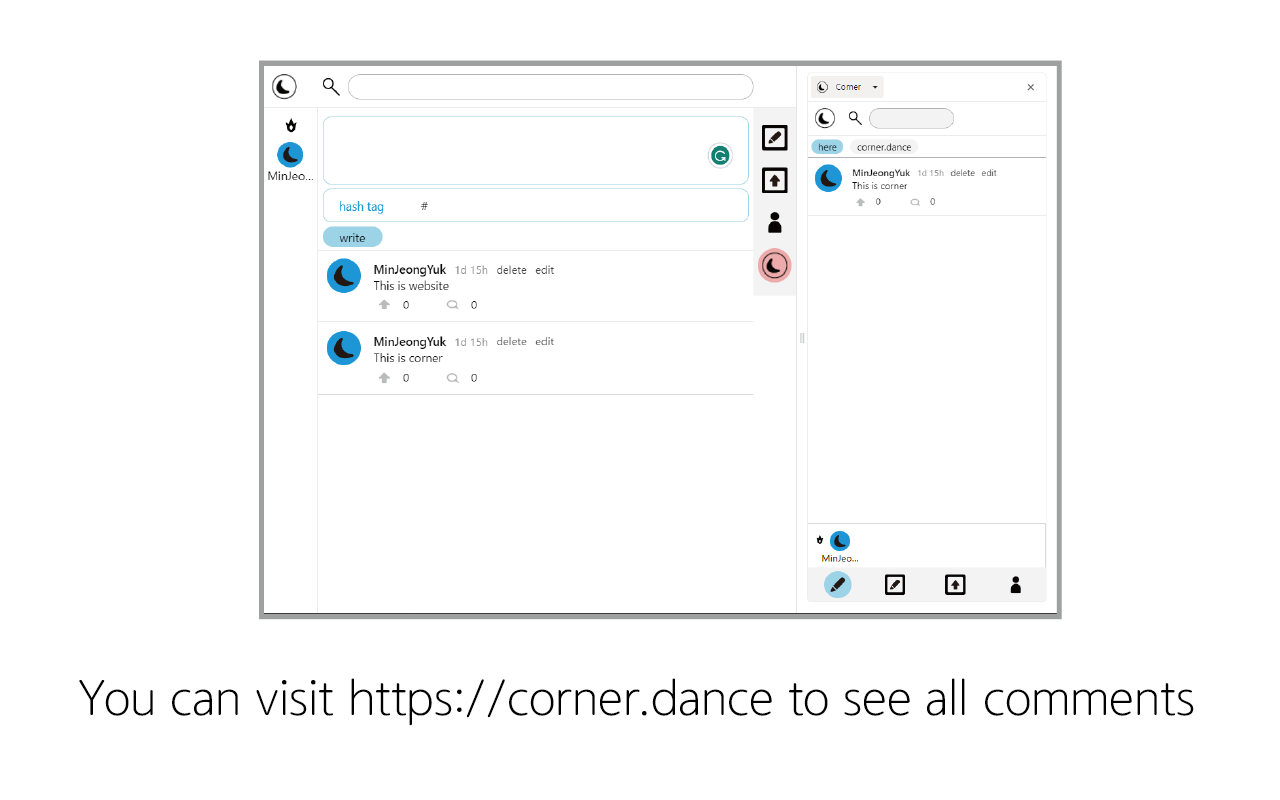 MinJeo...
hash tag #
write
MinJeongYuk 1d 15h delete edit
This is website
0 0
MinJeongYuk 1d 15h delete edit
This is corner
0 0
Corner
here corner.dance
MinJeongYuk 1d 15h delete edit
This is corner
0 0
MinJeo...
You can visit https://corner.dance to see all comments